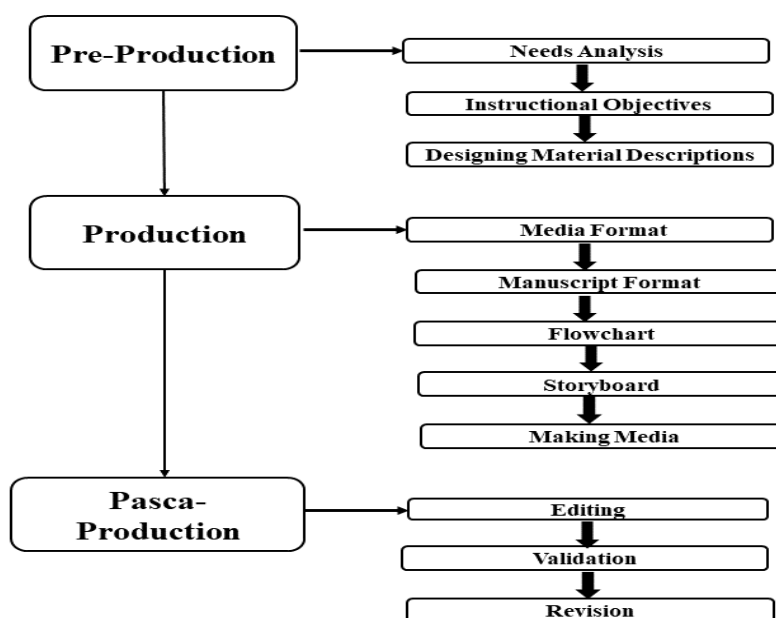 Pre-Production
Needs Analysis
Instructional Objectives
Designing Material Descriptions
Production
Media Format
Manuscript Format
Flowchart
Storyboard
Making Media
Pasca-
Production
Editing
Validation
Revision